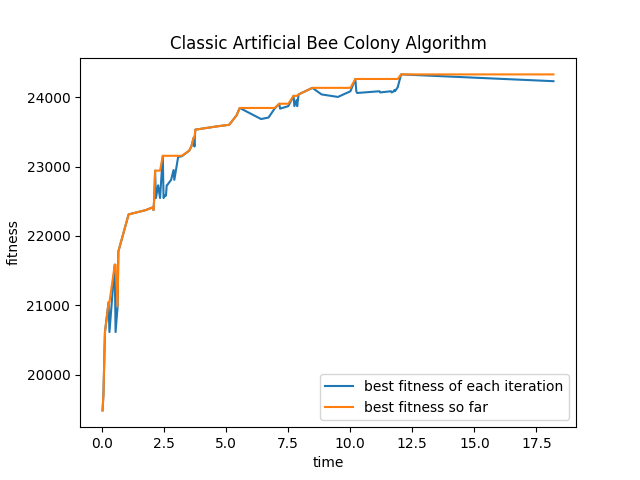 Classic Artificial Bee Colony Algorithm
24000
23000
22000
21000
20000
fitness
best fitness of each iteration
best fitness so far
0.0 2.5 5.0 7.5 10.0 12.5 15.0 17.5
time